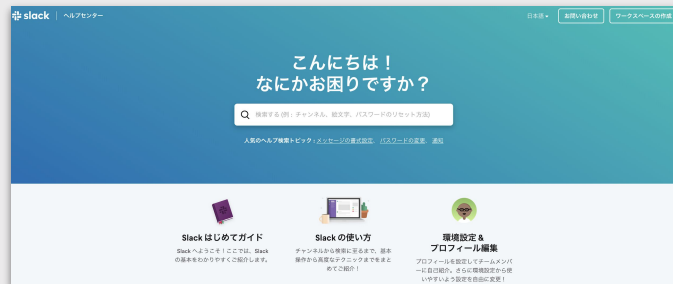 slack ヘルプセンター 日本語 お問い合わせ ワークスペースの作成
こんにちは！
なにかお困りですか？
検索する (例：チャンネル、絵文字、パスワードのリセット方法)
人気のヘルプ検索トピック：メッセージの書式設定、 パスワードの変更、 通知
Slack はじめてガイド
Slack へようこそ！ここでは、Slack
の基本をわかりやすくご紹介します。
Slack の使い方
チャンネルから検索に至るまで、基本
操作から高度なテクニックまでをまと
めてご紹介！
環境設定 &
プロフィール編集
プロフィールを設定してチームメンバ
ーに自己紹介。さらに環境設定から使
いやすいよう設定を自由に変更！